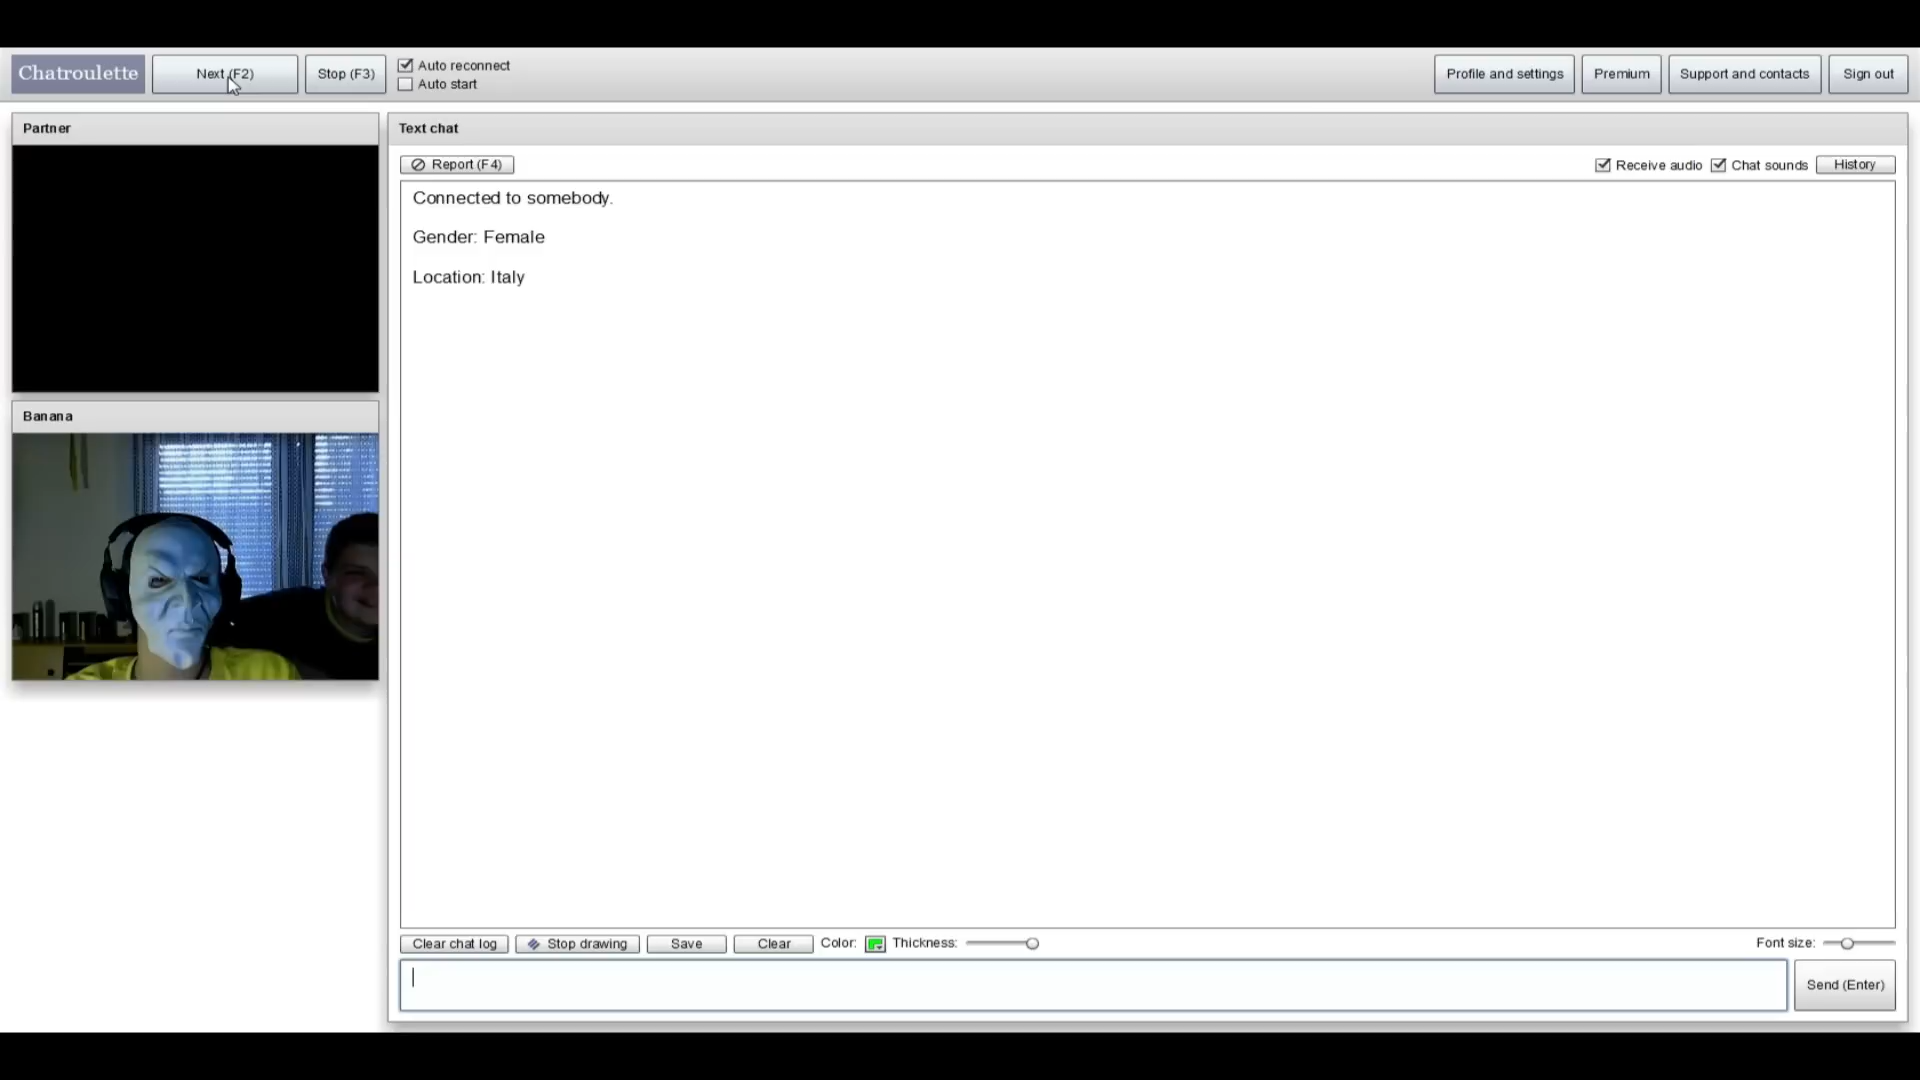 Chatroulette
Next (F2)
Stop (F3)
Auto reconnect
Auto start
Profile and settings
Premium
Support and contacts
Sign out
Partner
Banana
Text chat
Report (F4)
Receive audio
Chat sounds
History
Connected to somebody.
Gender: Female
Location: Italy
Clear chat log
Stop drawing
Save
Clear
Color:
Thickness:
Font size:
Send (Enter)